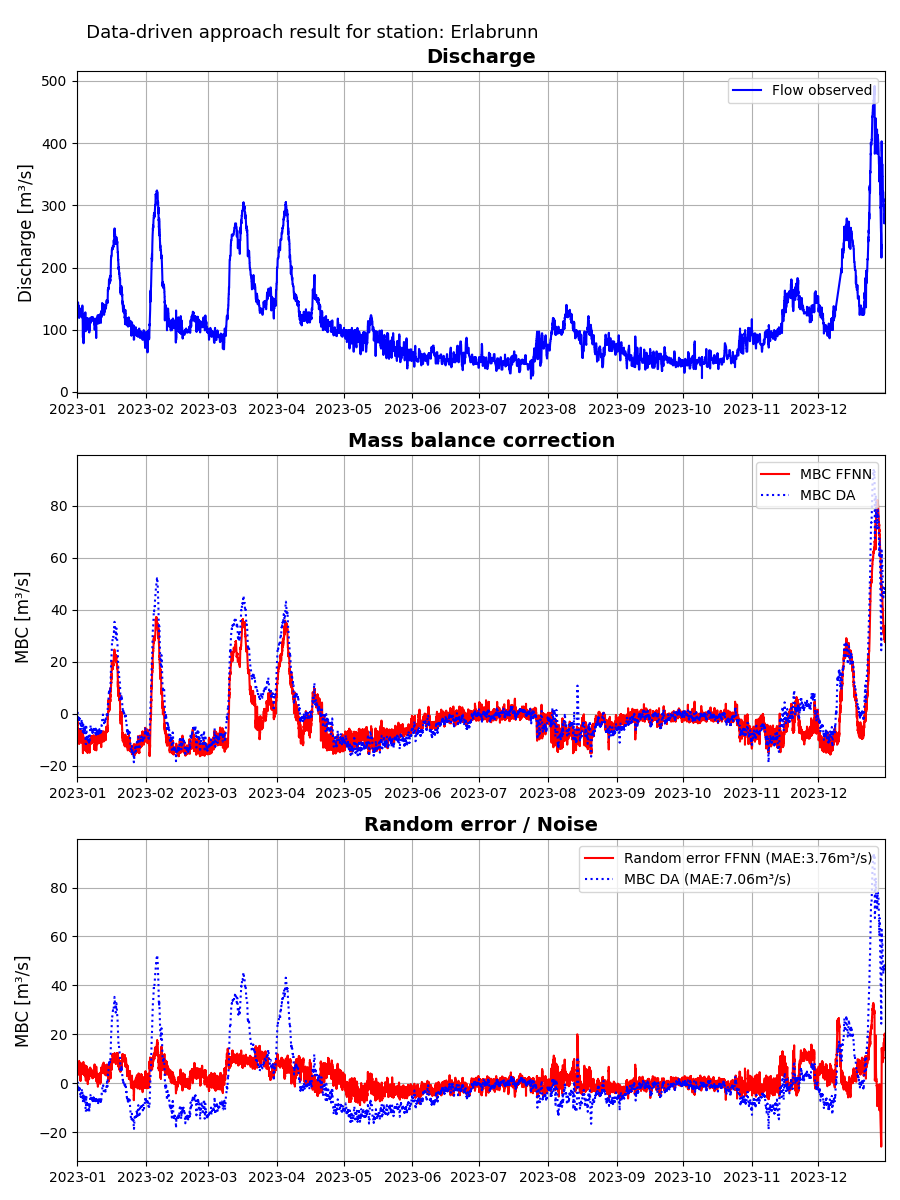 Data-driven approach result for station: Erlabrunn
Discharge
Flow observed
Discharge [m³/s]
500
400
300
200
100
0
2023-01 2023-02 2023-03 2023-04 2023-05 2023-06 2023-07 2023-08 2023-09 2023-10 2023-11 2023-12
Mass balance correction
MBC FFNN
MBC DA
MBC [m³/s]
80
60
40
20
0
−20
2023-01 2023-02 2023-03 2023-04 2023-05 2023-06 2023-07 2023-08 2023-09 2023-10 2023-11 2023-12
Random error / Noise
Random error FFNN (MAE:3.76m³/s)
MBC DA (MAE:7.06m³/s)
MBC [m³/s]
80
60
40
20
0
−20
2023-01 2023-02 2023-03 2023-04 2023-05 2023-06 2023-07 2023-08 2023-09 2023-10 2023-11 2023-12